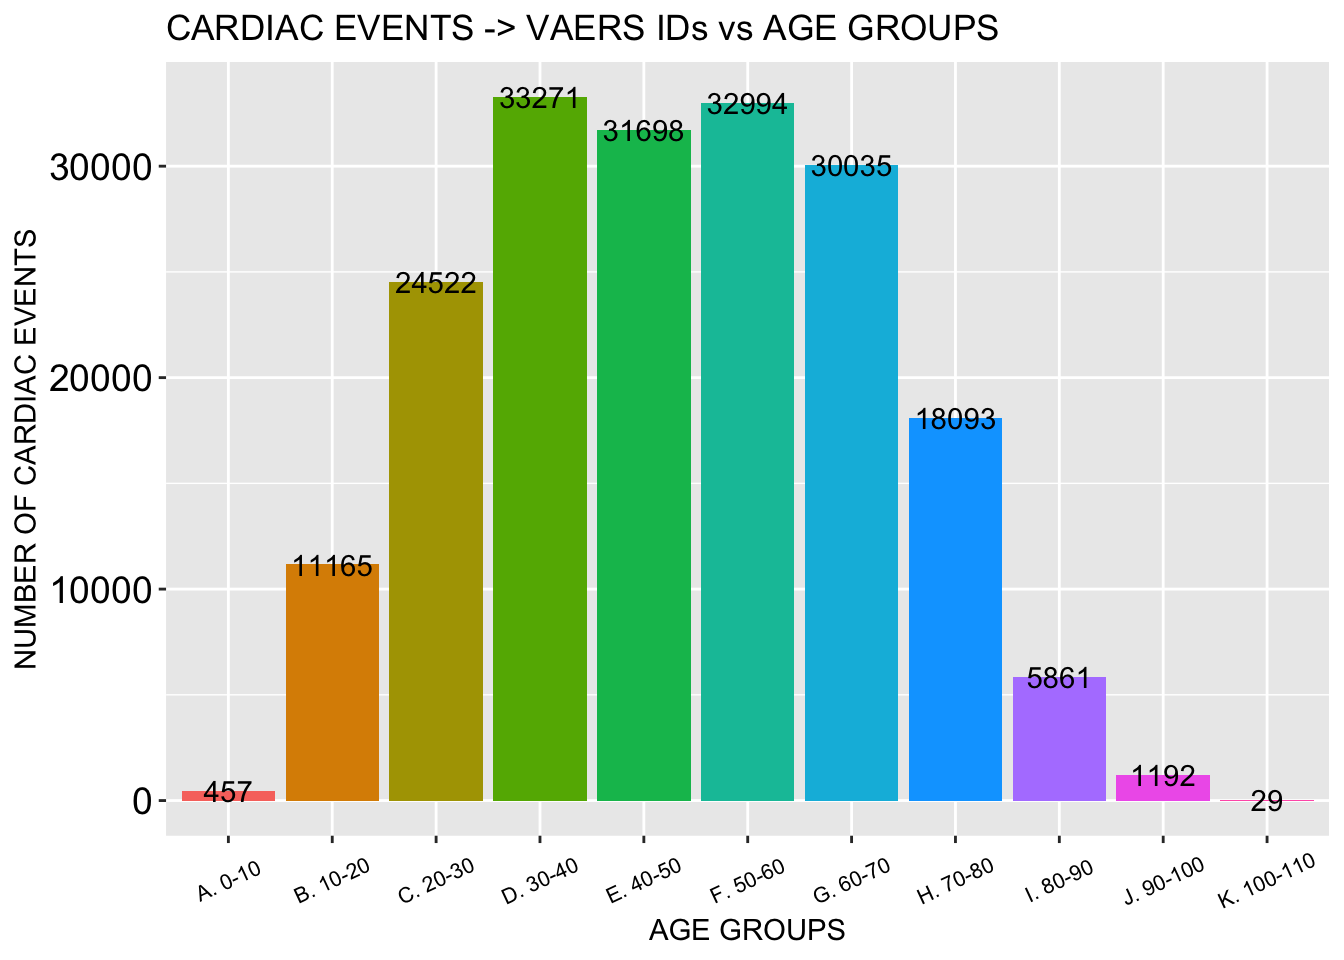 CARDIAC EVENTS -> VAERS IDs vs AGE GROUPS
NUMBER OF CARDIAC EVENTS
30000
20000
10000
0
457
11165
24522
33271
31698
32994
30035
18093
5861
1192
29
A. 0-10
B. 10-20
C. 20-30
D. 30-40
E. 40-50
F. 50-60
G. 60-70
H. 70-80
I. 80-90
J. 90-100
K. 100-110
AGE GROUPS